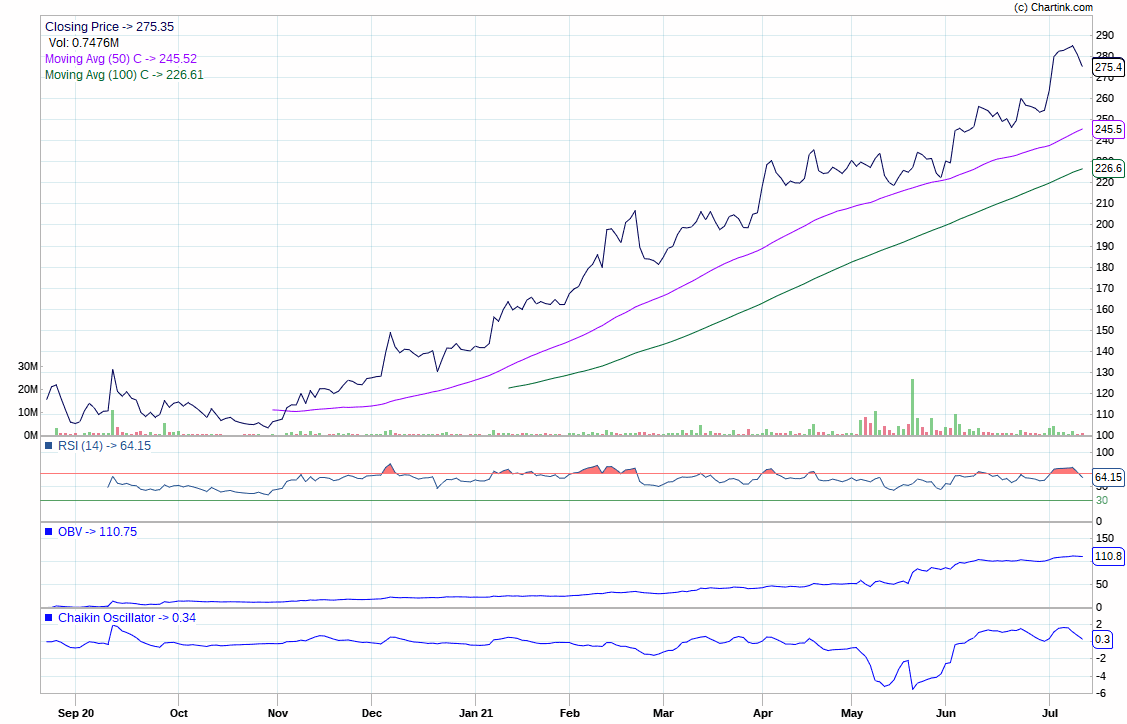 (c) Chartink.com
Closing Price -> 275.35
Vol: 0.7476M
Moving Avg (50) C -> 245.52
Moving Avg (100) C -> 226.61
290
280
275.4
270
260
250
245.5
240
230
226.6
220
210
200
190
180
170
160
150
140
130
120
110
100
30M
20M
10M
0M
RSI (14) -> 64.15
100
64.15
50
30
0
OBV -> 110.75
150
110.8
50
0
Chaikin Oscillator -> 0.34
2
0.3
-2
-4
-6
Sep 20 Oct Nov Dec Jan 21 Feb Mar Apr May Jun Jul